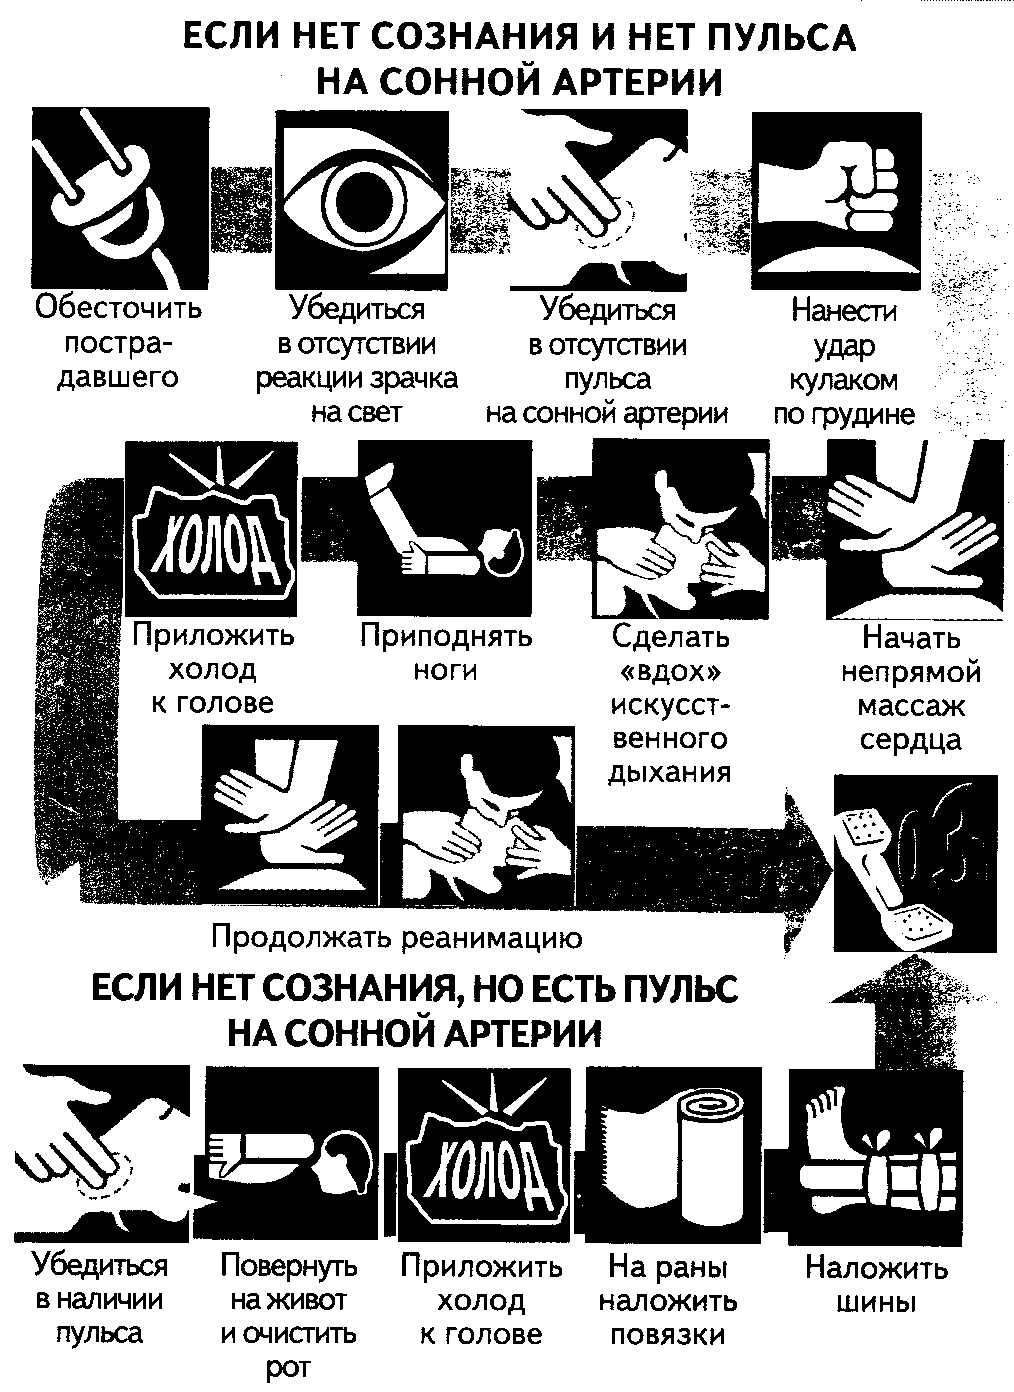 ЕСЛИ НЕТ СОЗНАНИЯ И НЕТ ПУЛЬСА
НА СОННОЙ АРТЕРИИ
Обесточить
постра-
давшего
Убедиться
в отсутствии
реакции зрачка
на свет
Убедиться
в отсутствии
пульса
на сонной артерии
Нанести
удар
кулаком
по грудине
ХОЛОД
Приложить
холод
к голове
Приподнять
ноги
Сделать
«вдох»
искусст-
венного
дыхания
Начать
непрямой
массаж
сердца
03
Продолжать реанимацию
ЕСЛИ НЕТ СОЗНАНИЯ, НО ЕСТЬ ПУЛЬС
НА СОННОЙ АРТЕРИИ
Убедиться
в наличии
пульса
Повернуть
на живот
и очистить
рот
ХОЛОД
Приложить
холод
к голове
На раны
наложить
повязки
Наложить
шины